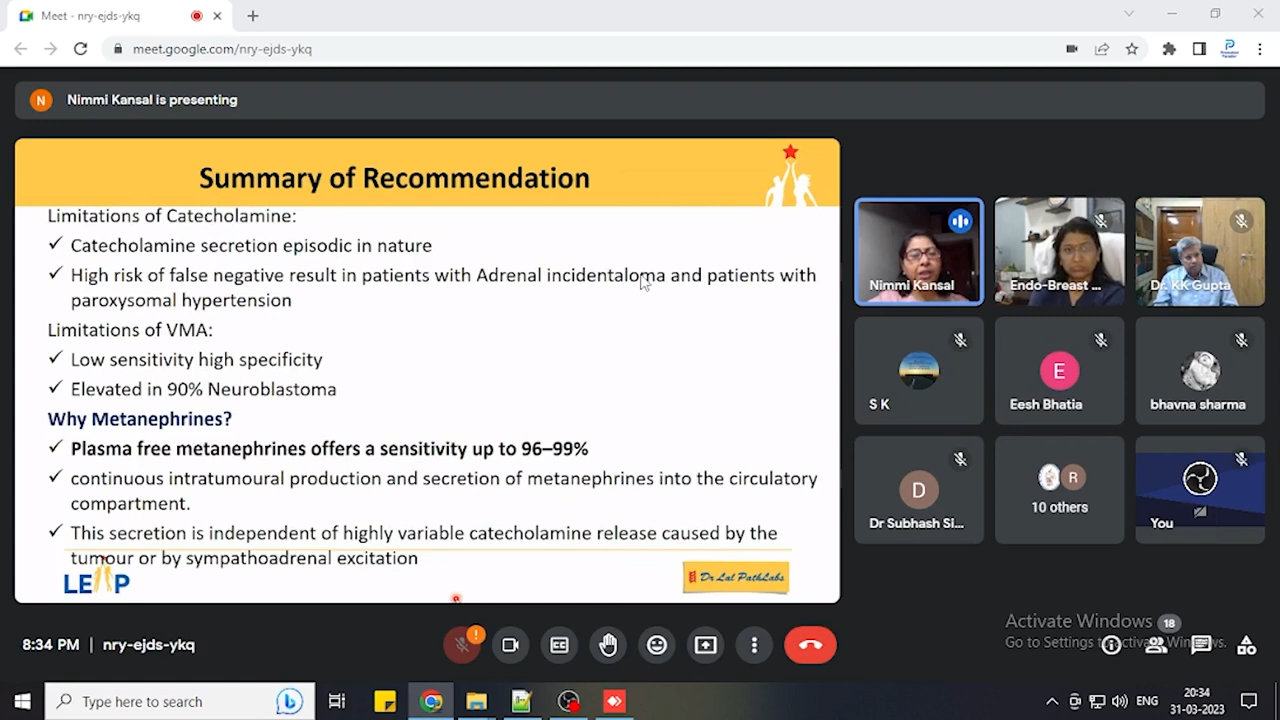 Meet - nry-ejds-ykq
meet.google.com/nry-ejds-ykq
N
Nimmi Kansal is presenting
Summary of Recommendation
Limitations of Catecholamine:
✓ Catecholamine secretion episodic in nature
✓ High risk of false negative result in patients with Adrenal incidentaloma and patients with
paroxysomal hypertension
Limitations of VMA:
✓ Low sensitivity high specificity
✓ Elevated in 90% Neuroblastoma
Why Metanephrines?
✓ Plasma free metanephrines offers a sensitivity up to 96–99%
✓ continuous intratumoural production and secretion of metanephrines into the circulatory
compartment.
✓ This secretion is independent of highly variable catecholamine release caused by the
tumour or by sympathoadrenal excitation
LEAP
Dr Lal PathLabs
Nimmi Kansal
Endo-Breast ...
Dr. KK Gupta
S K
E
Eesh Bhatia
bhavna sharma
D
Dr Subhash Si...
R
10 others
You
Activate Windows
18
Go to Settings to activate Windows.
8:34 PM | nry-ejds-ykq
Type here to search
ENG
20:34
31-03-2023